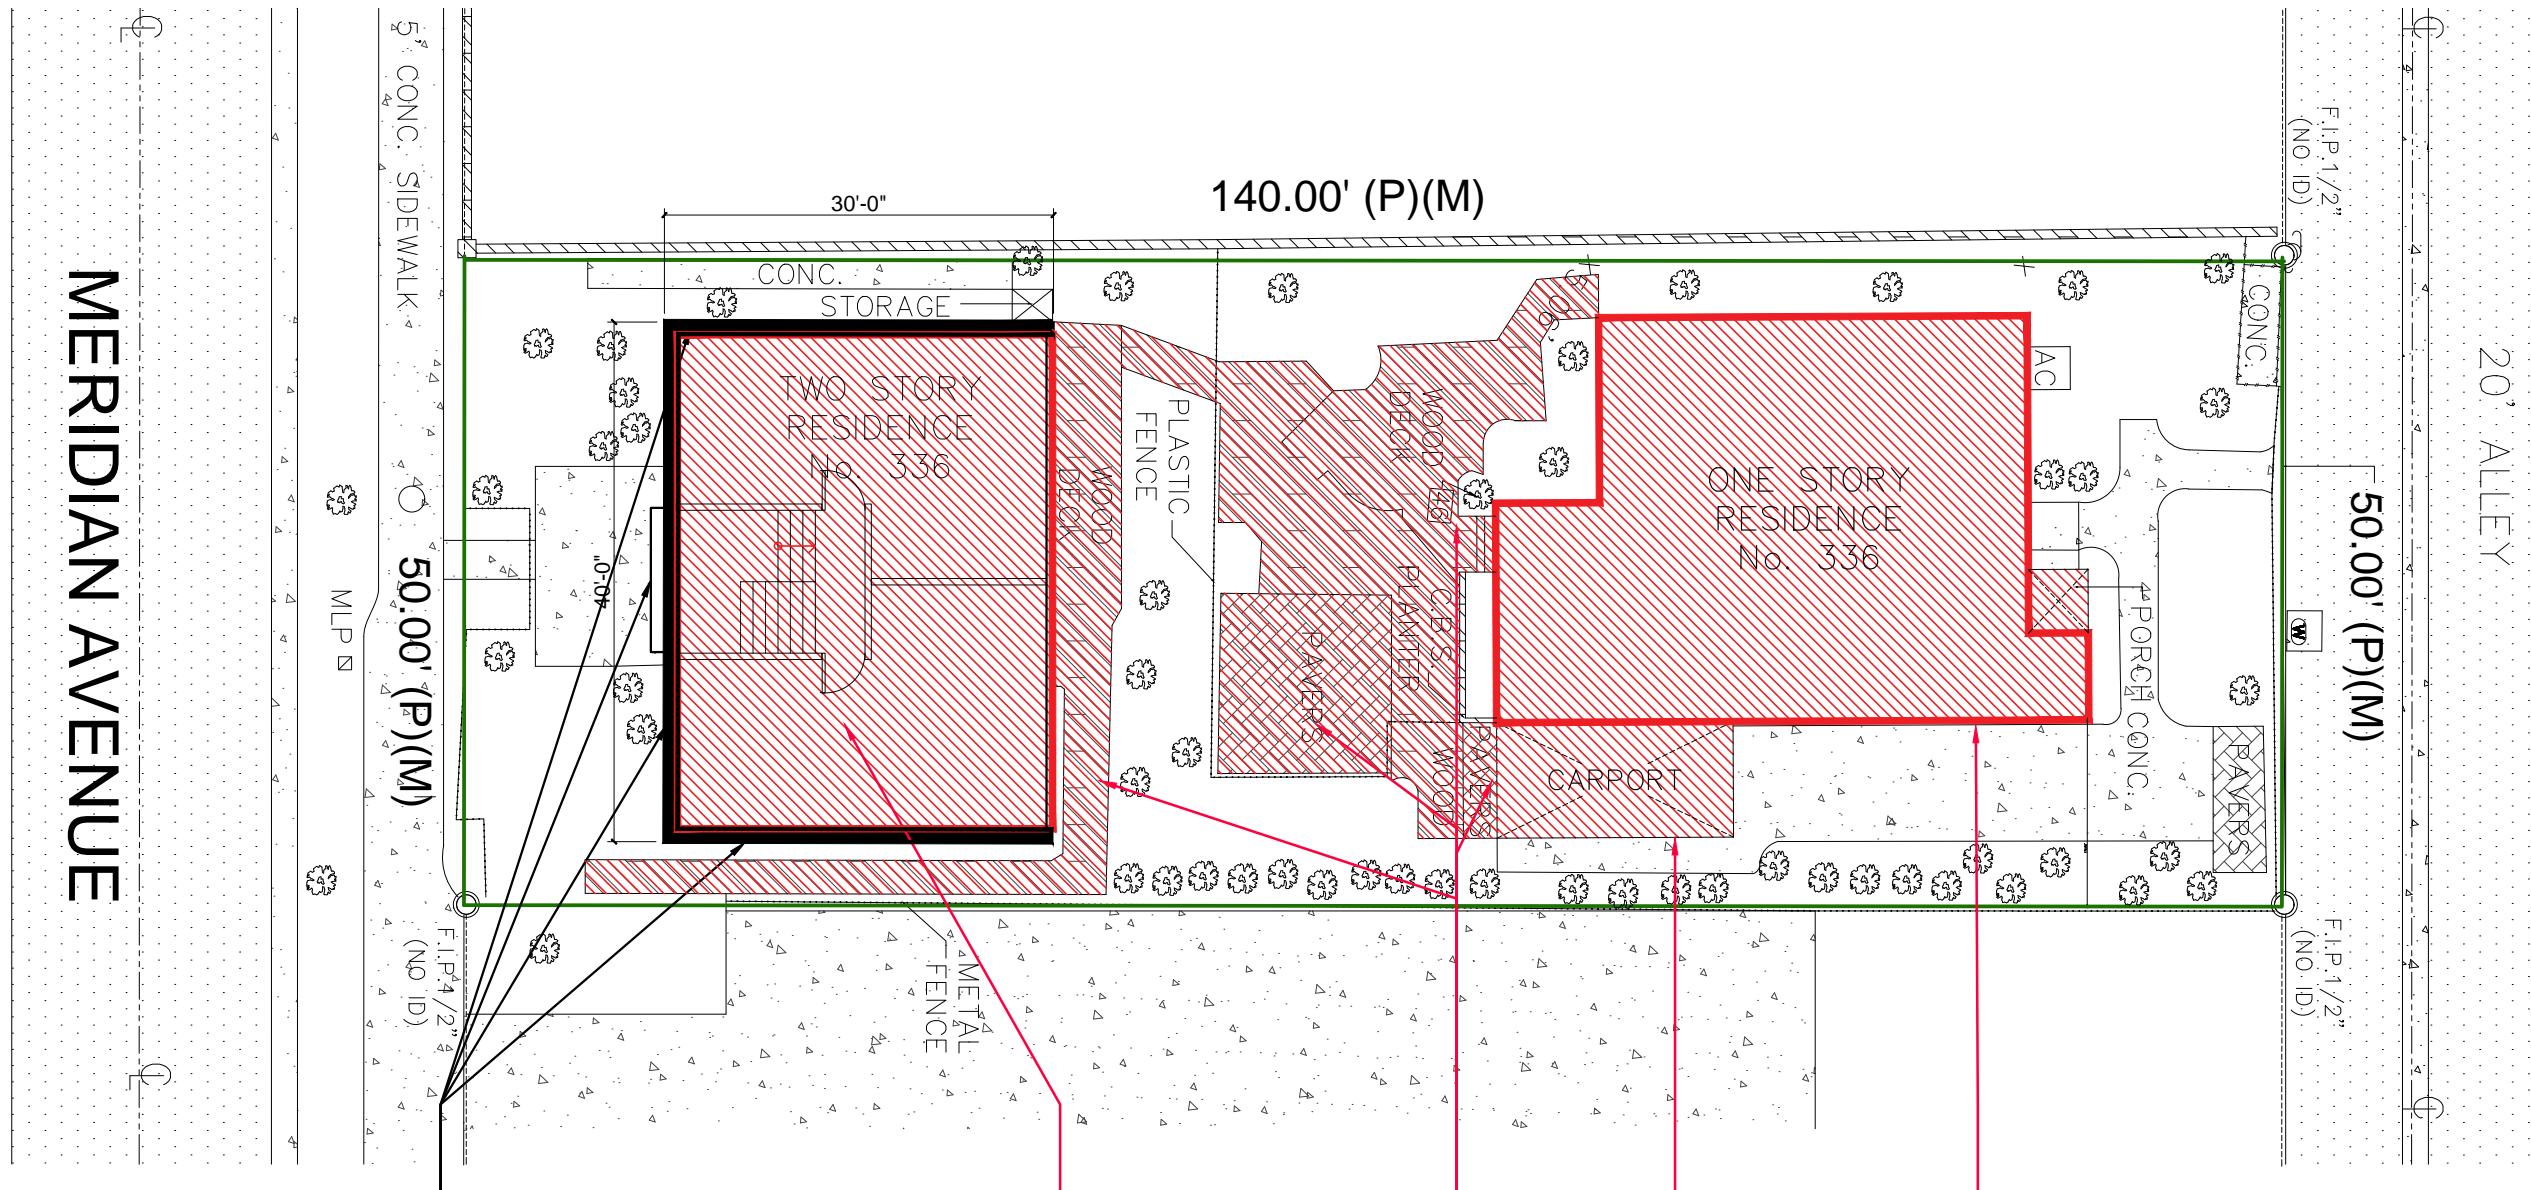 MERIDIAN AVENUE
5' CONC. SIDEWALK
MLP
50.00' (P)(M)
F.I.P.1/2"
(NO ID)
140.00' (P)(M)
30'-0"
40'-0"
CONC.
STORAGE
TWO STORY
RESIDENCE
No. 336
WOOD
DECK
PLASTIC
FENCE
METAL
FENCE
WOOD
DECK
C.B.S.
PLANTER
PAVERS
PAVERS
WOOD
CARPORT
ONE STORY
RESIDENCE
No. 336
AC
CONC.
PORCH
CONC.
PAVERS
W
50.00' (P)(M)
F.I.P.1/2"
(NO ID)
F.I.P.1/2"
(NO ID)
20' ALLEY